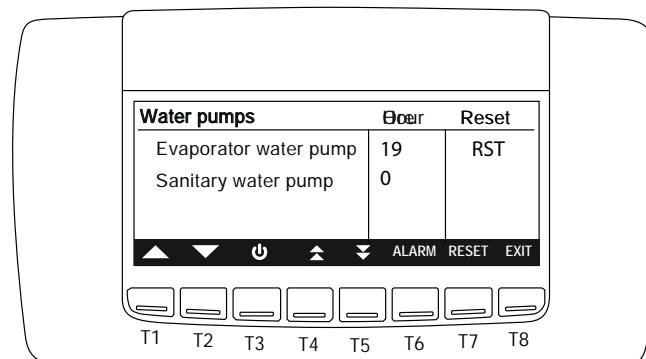 Water pumps Hour Reset
Evaporator water pump 19 RST
Sanitary water pump 0
ALARM RESET EXIT
T1 T2 T3 T4 T5 T6 T7 T8